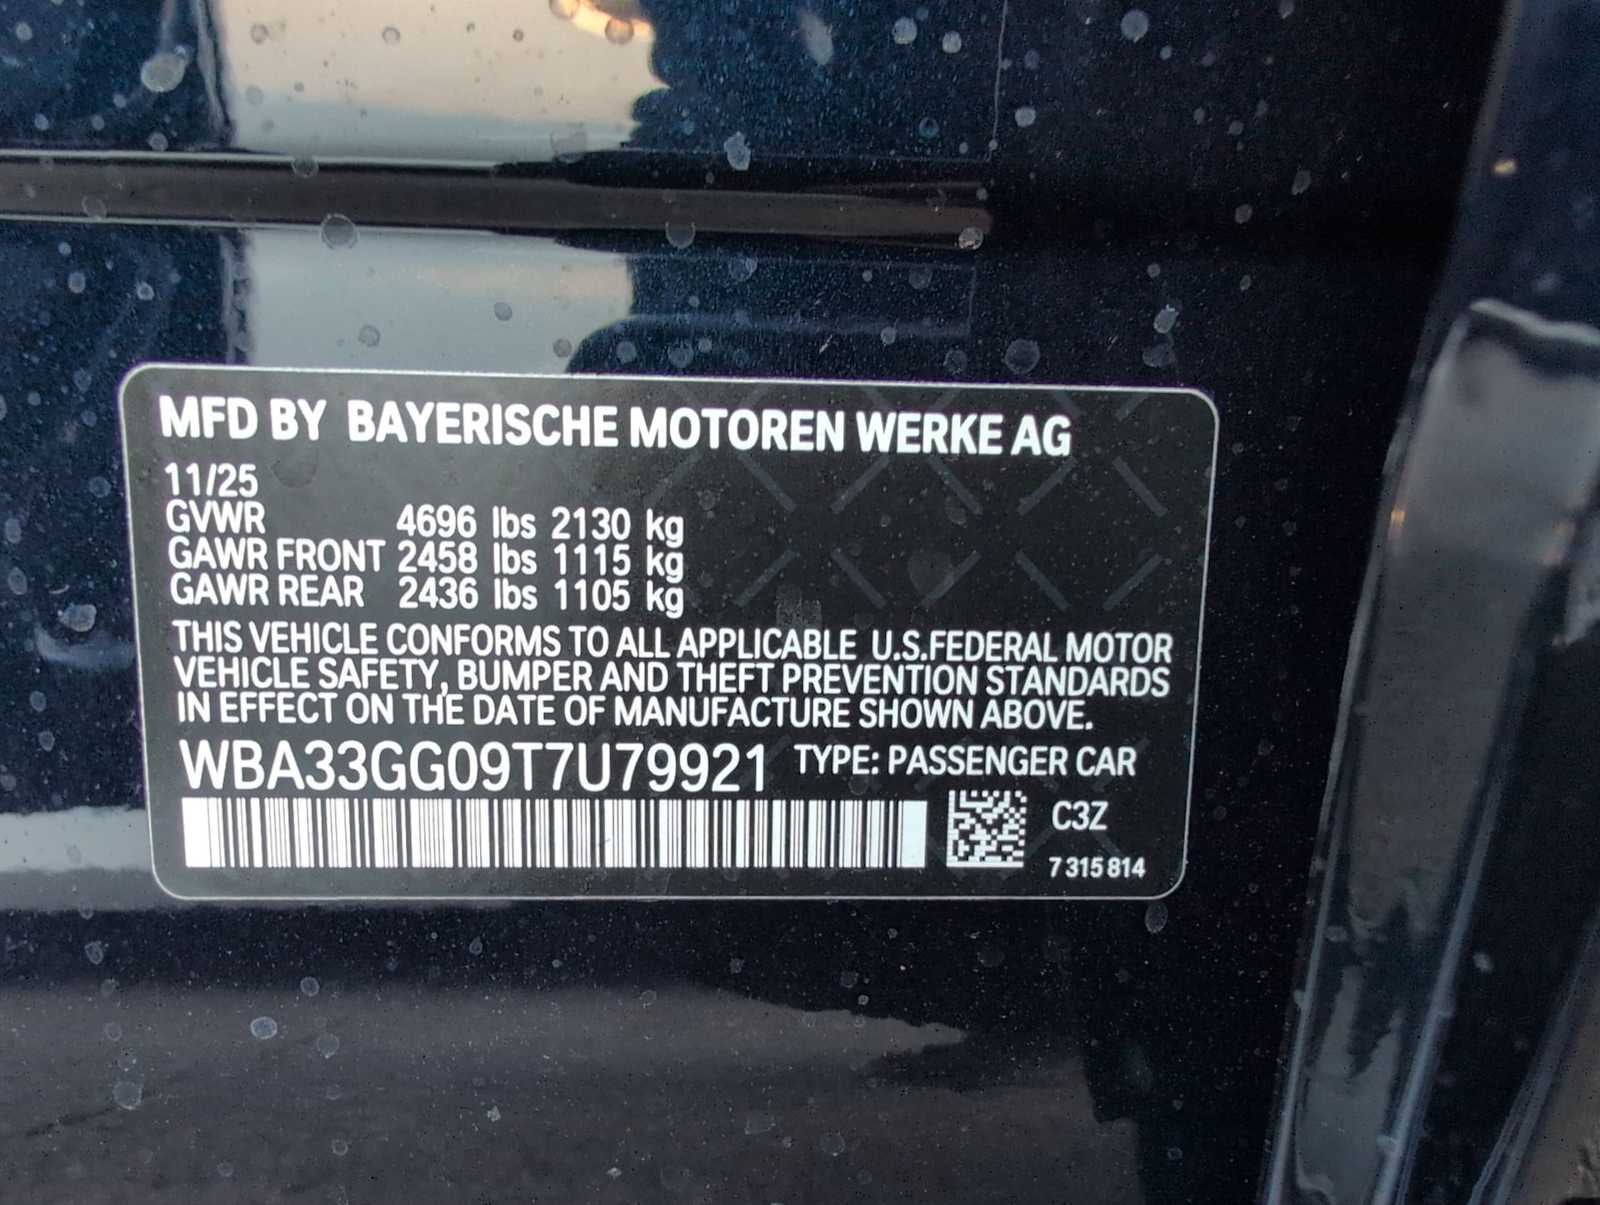 MFD BY BAYERISCHE MOTOREN WERKE AG
11/25
GVWR 4696 lbs 2130 kg
GAWR FRONT 2458 lbs 1115 kg
GAWR REAR 2436 lbs 1105 kg
THIS VEHICLE CONFORMS TO ALL APPLICABLE U.S.FEDERAL MOTOR
VEHICLE SAFETY, BUMPER AND THEFT PREVENTION STANDARDS
IN EFFECT ON THE DATE OF MANUFACTURE SHOWN ABOVE.
WBA33GG09T7U79921 TYPE: PASSENGER CAR
C3Z
7 315 814